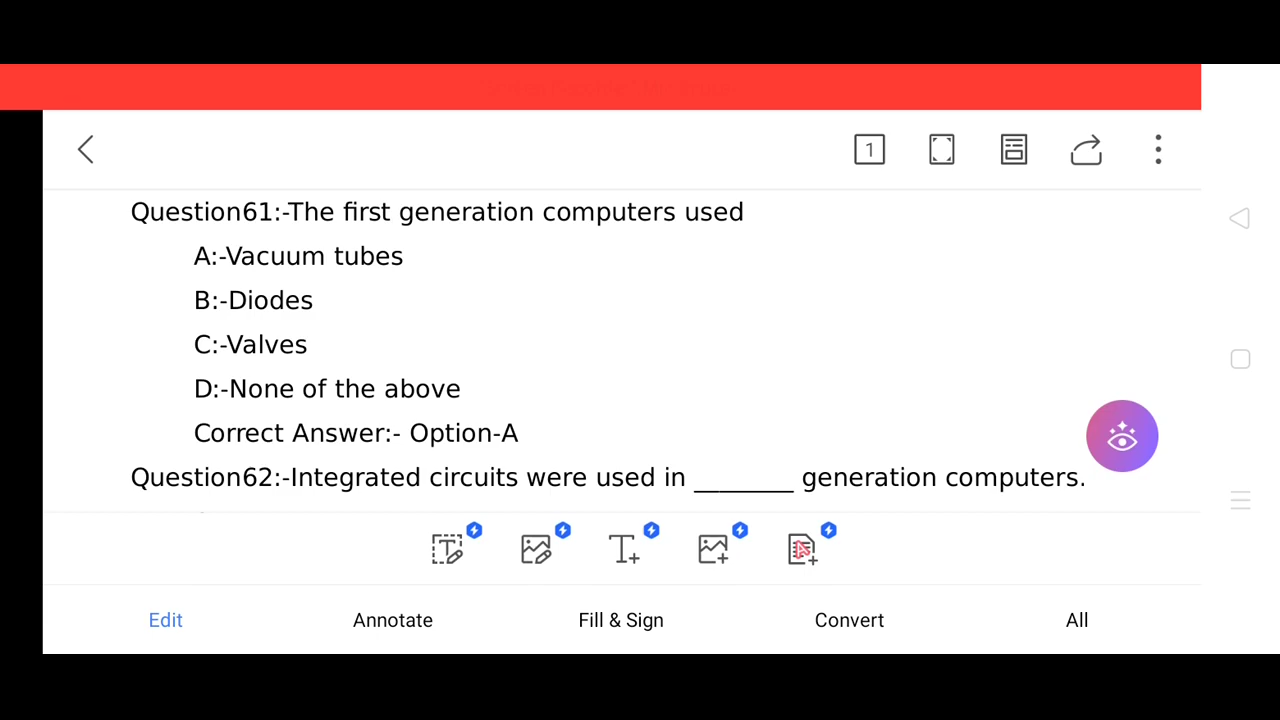 1
Question61:-The first generation computers used
A:-Vacuum tubes
B:-Diodes
C:-Valves
D:-None of the above
Correct Answer:- Option-A
Question62:-Integrated circuits were used in ________ generation computers.
Edit
Annotate
Fill & Sign
Convert
All